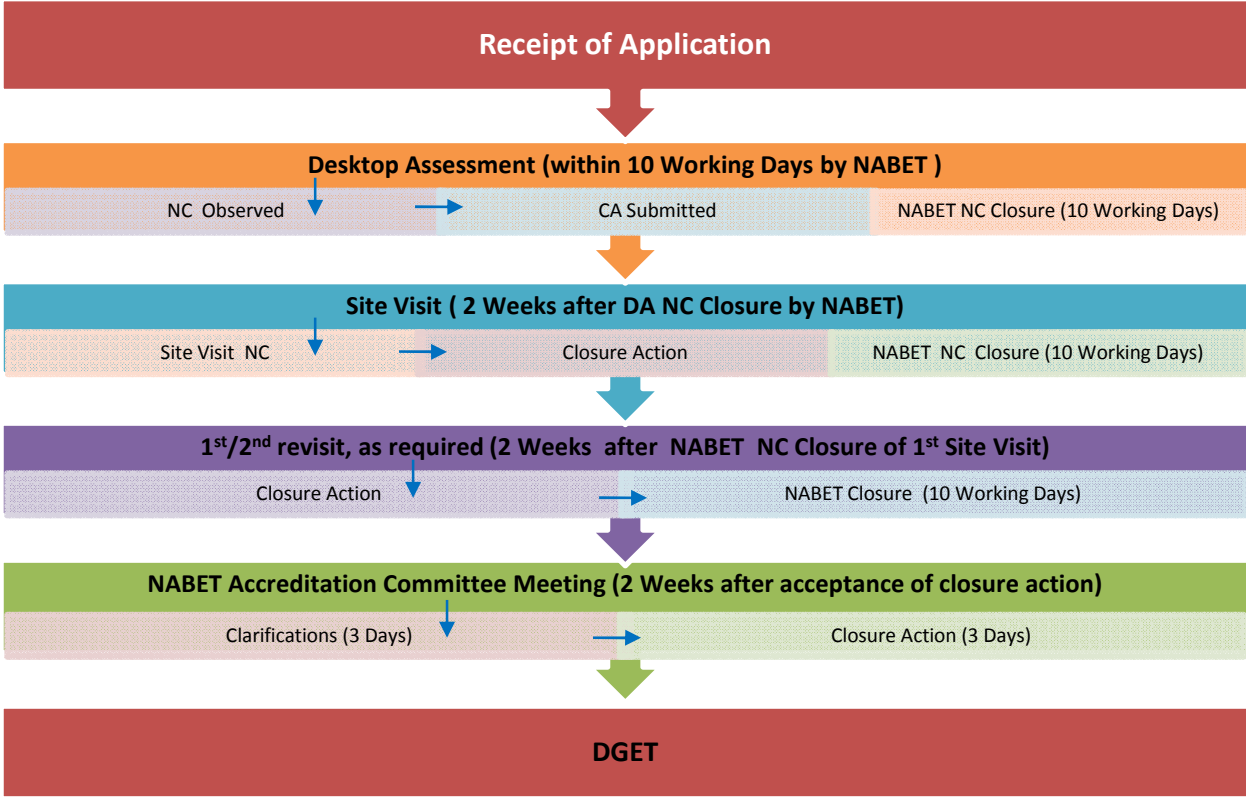 Receipt of Application
Desktop Assessment (within 10 Working Days by NABET )
NC Observed
CA Submitted
NABET NC Closure (10 Working Days)
Site Visit ( 2 Weeks after DA NC Closure by NABET)
Site Visit NC
Closure Action
NABET NC Closure (10 Working Days)
1st/2nd revisit, as required (2 Weeks after NABET NC Closure of 1st Site Visit)
Closure Action
NABET Closure (10 Working Days)
NABET Accreditation Committee Meeting (2 Weeks after acceptance of closure action)
Clarifications (3 Days)
Closure Action (3 Days)
DGET